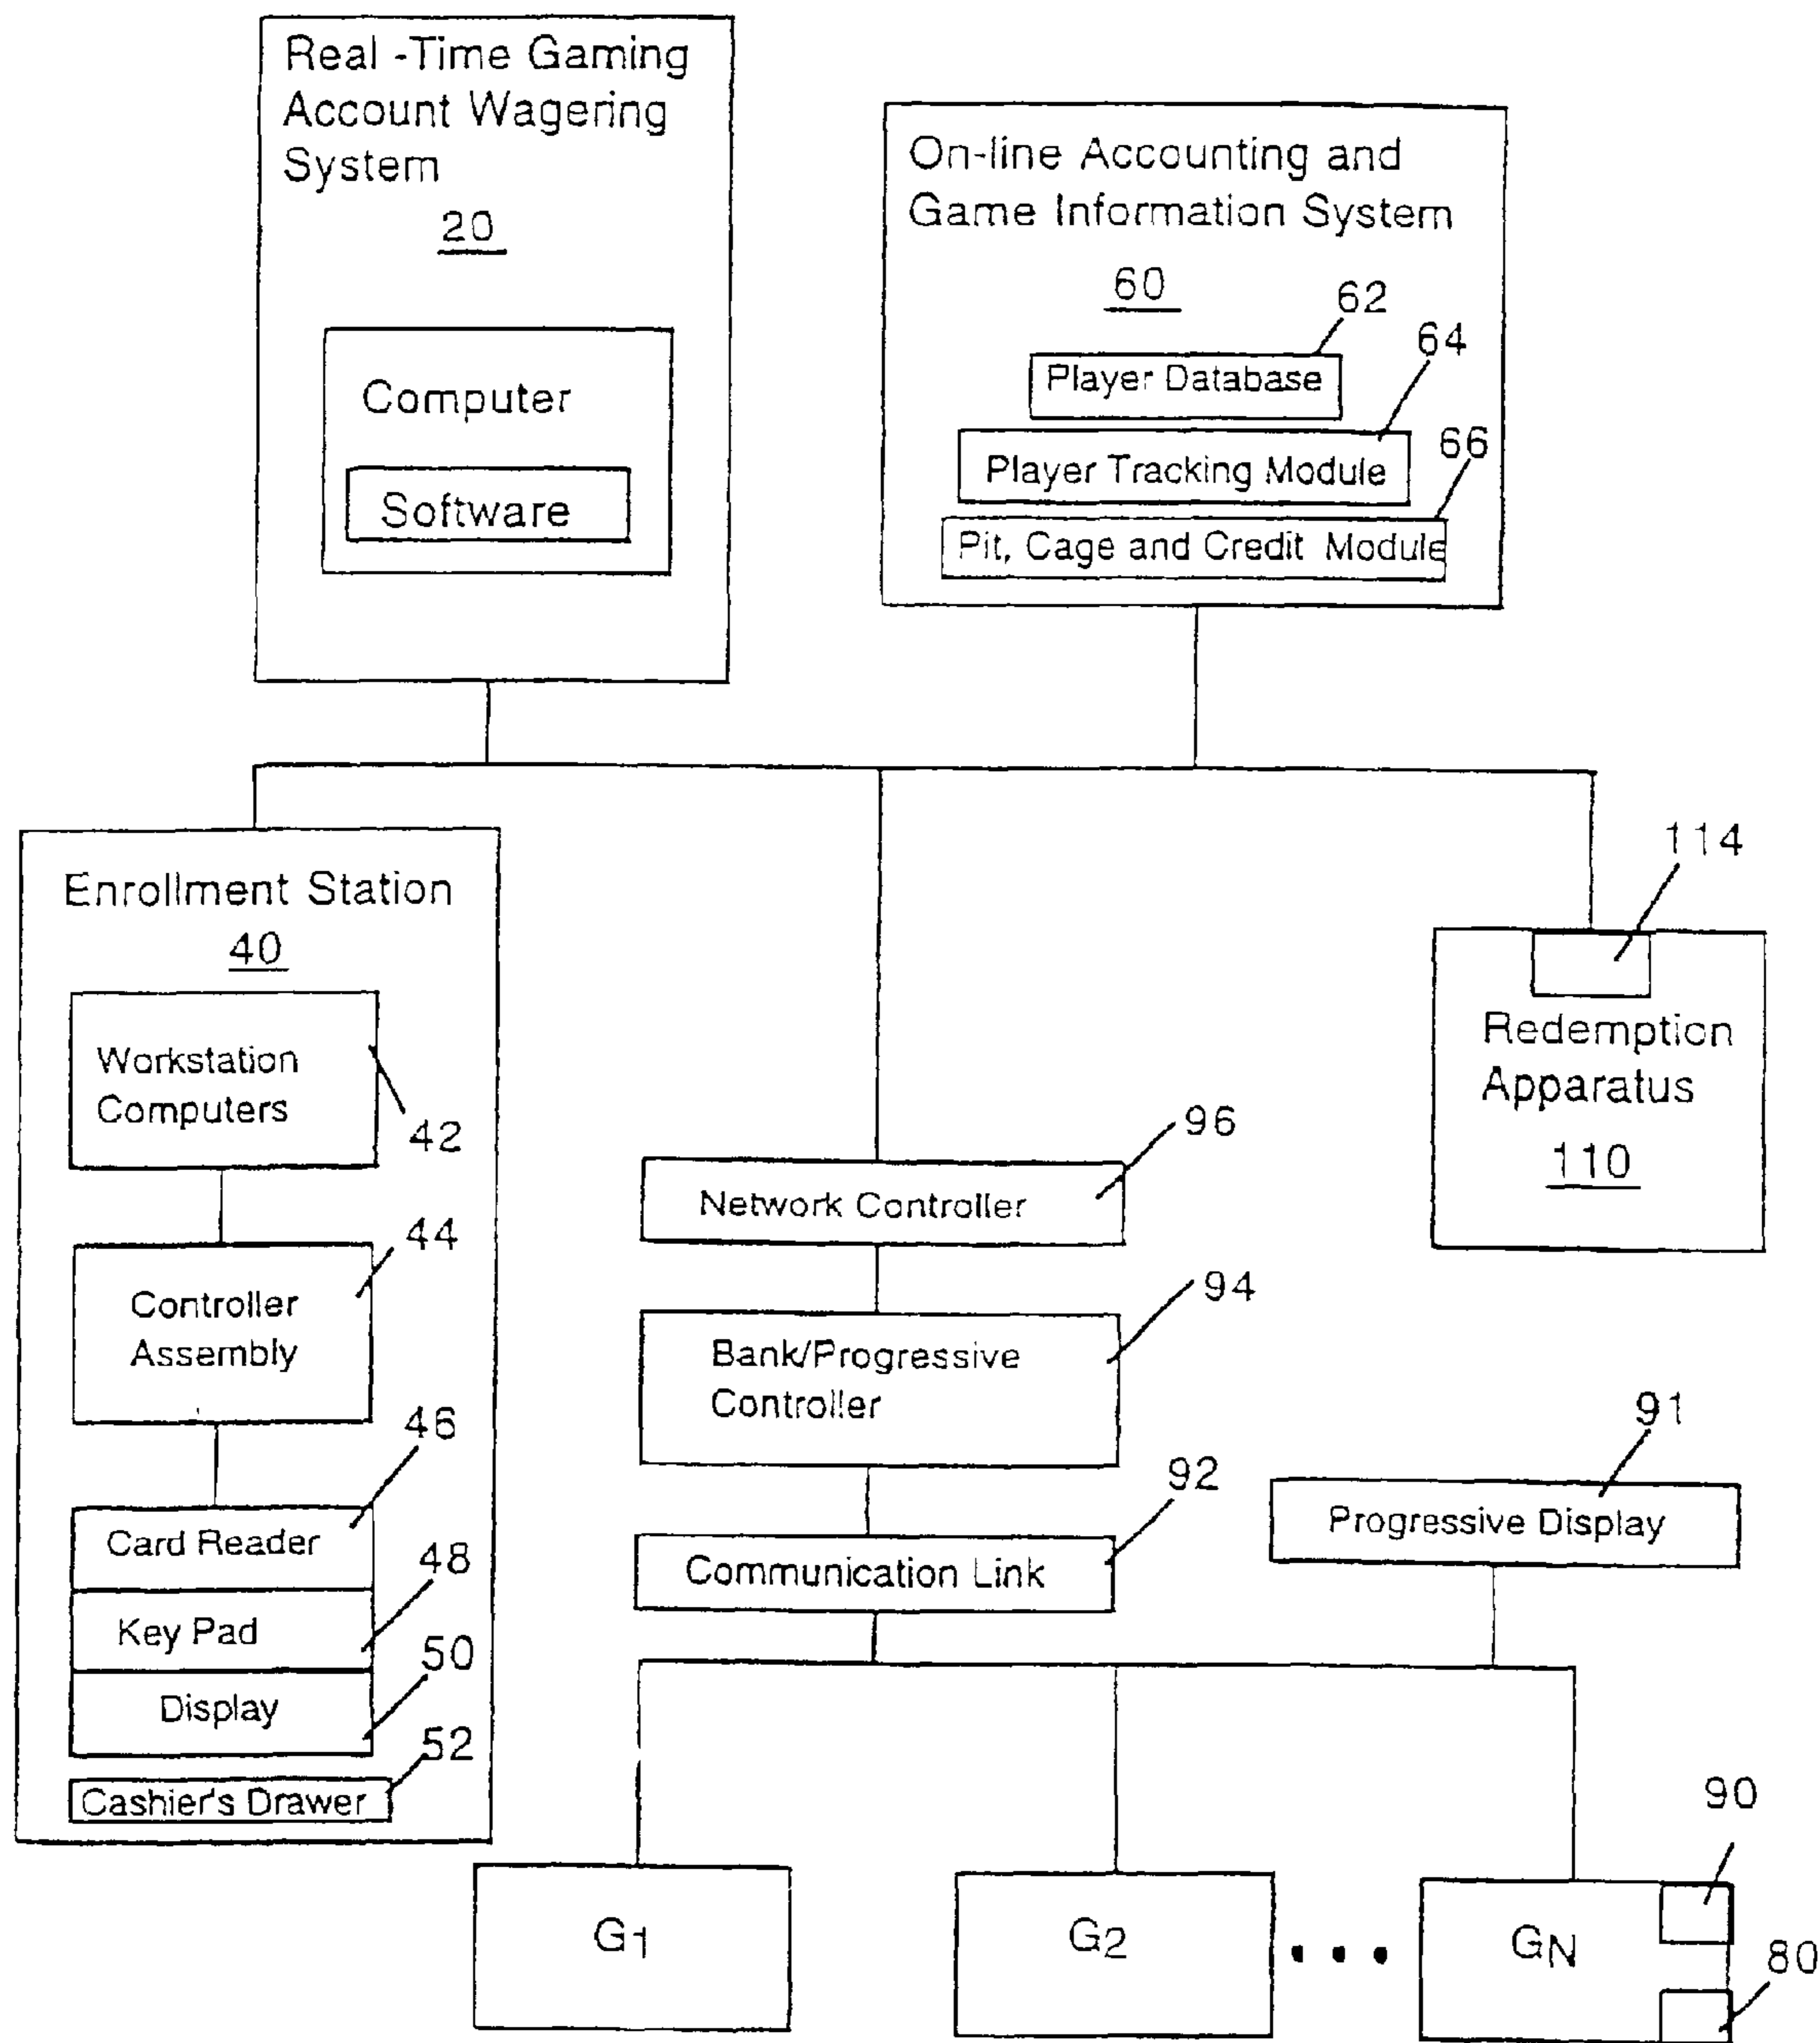 Real -Time Gaming
Account Wagering
System
20
Computer
Software
On-line Accounting and
Game Information System
60
62
Player Database
64
Player Tracking Module
66
Pit, Cage and Credit Module
Enrollment Station
40
Workstation
Computers
42
Controller
Assembly
44
Card Reader
46
Key Pad
48
Display
50
Cashier's Drawer
52
114
Redemption
Apparatus
110
Network Controller
96
Bank/Progressive
Controller
94
Communication Link
92
Progressive Display
91
G1
G2
GN
90
80